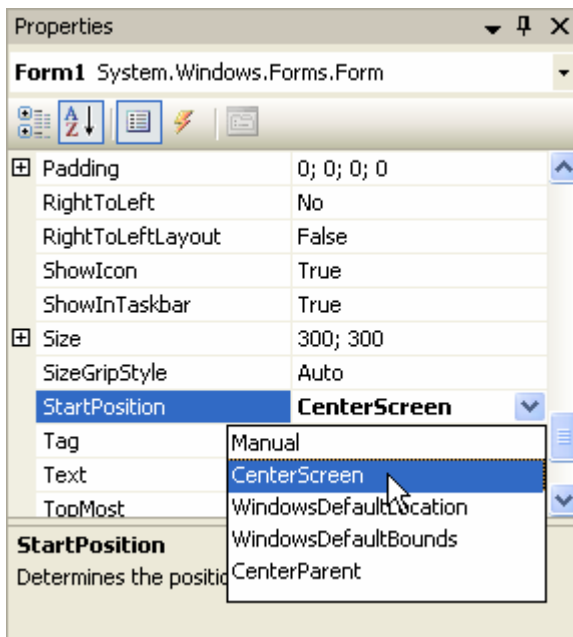 Properties
Form1 System.Windows.Forms.Form
A Z
Padding 0; 0; 0; 0
RightToLeft No
RightToLeftLayout False
ShowIcon True
ShowInTaskbar True
Size 300; 300
SizeGripStyle Auto
StartPosition CenterScreen
Tag Manual
Text CenterScreen
TopMost WindowsDefaultLocation
StartPosition WindowsDefaultBounds
Determines the positio CenterParent